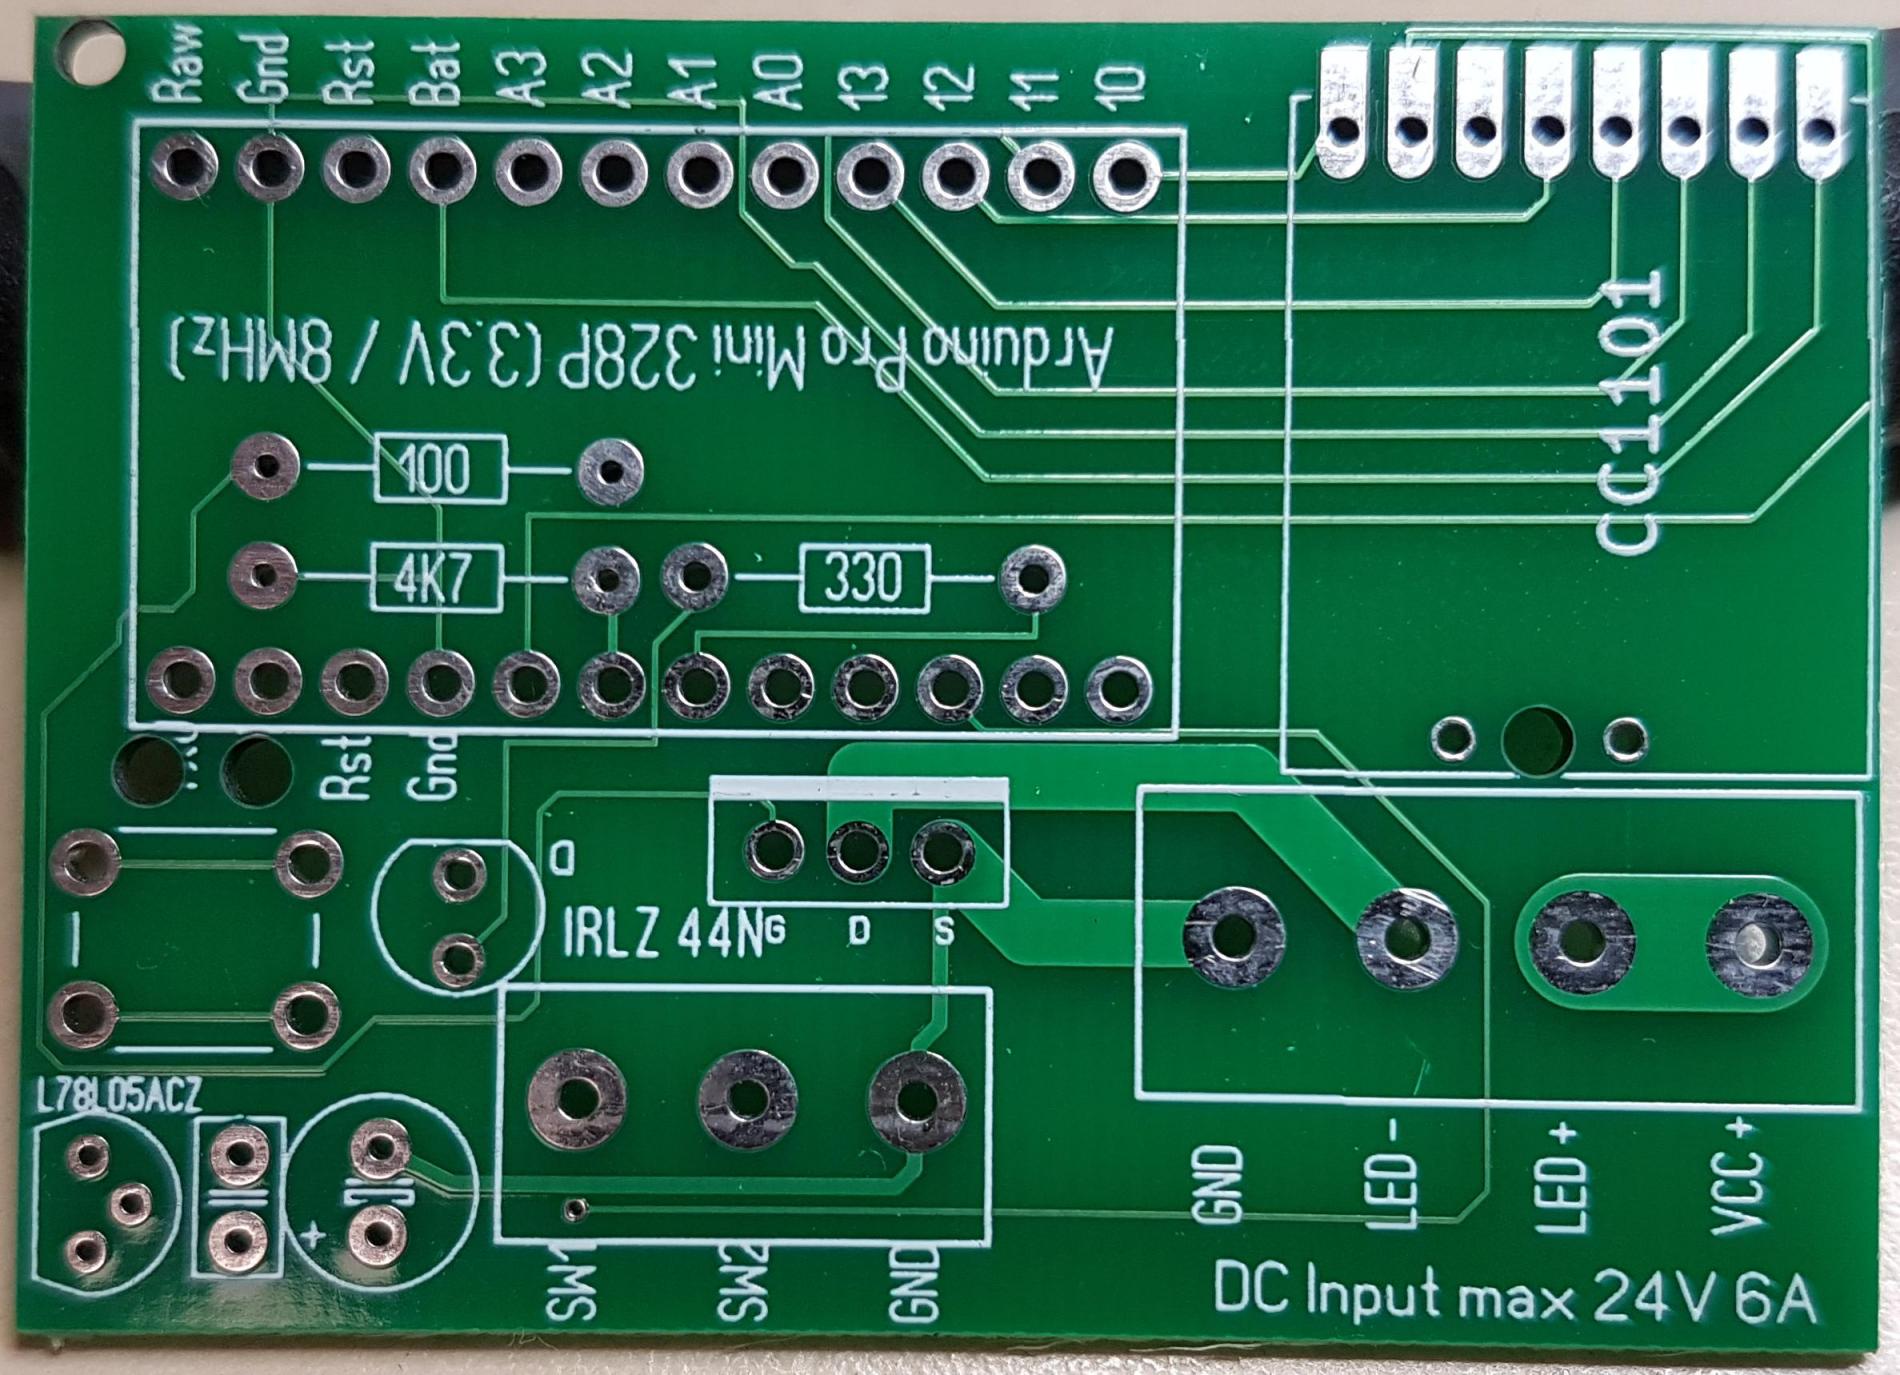 Raw Gnd Rst Bat A3 A2 A1 A0 13 12 11 10
Arduino Pro Mini 328P (3.3V / 8MHz)
CC1101
100
4K7
330
Rst Gnd
D
IRLZ 44N
G D S
L78L05ACZ
+
SW1 SW2 GND
GND LED- LED+ VCC+
DC Input max 24V 6A